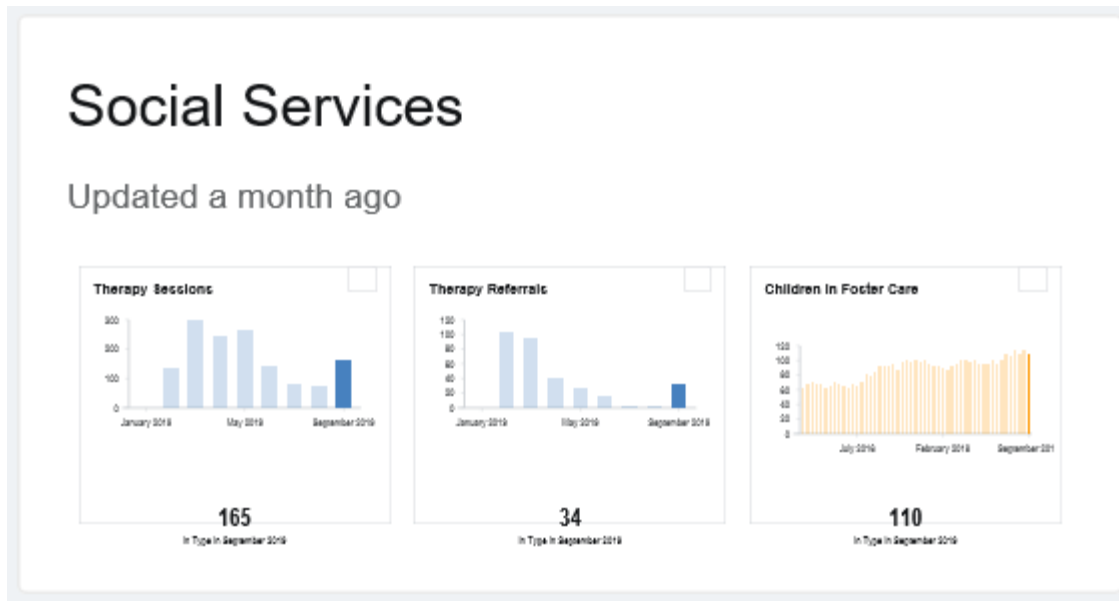 Social Services
Updated a month ago
Therapy Sessions
300
200
100
0
January 2019
May 2019
September 2019
165
In Type In September 2019
Therapy Referrals
120
100
80
60
40
20
0
January 2019
May 2019
September 2019
34
In Type In September 2019
Children In Foster Care
120
100
80
60
40
20
0
July 2016
February 2018
September 201
110
In Type In September 2019